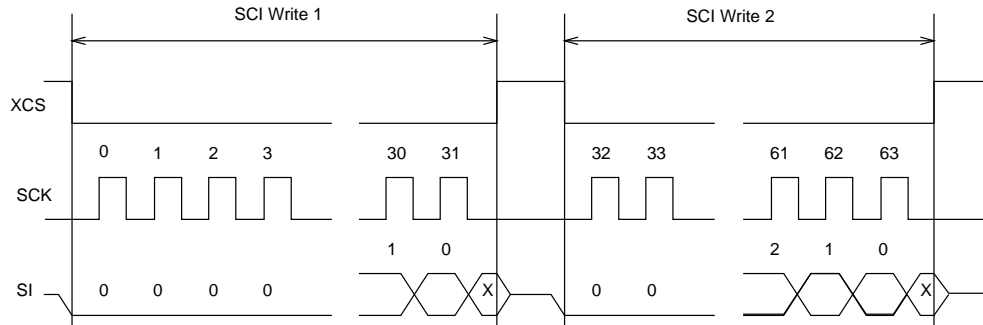 SCI Write 1 SCI Write 2
XCS
0 1 2 3 30 31 32 33 61 62 63
SCK
1 0 2 1 0
SI 0 0 0 0 X 0 0 X